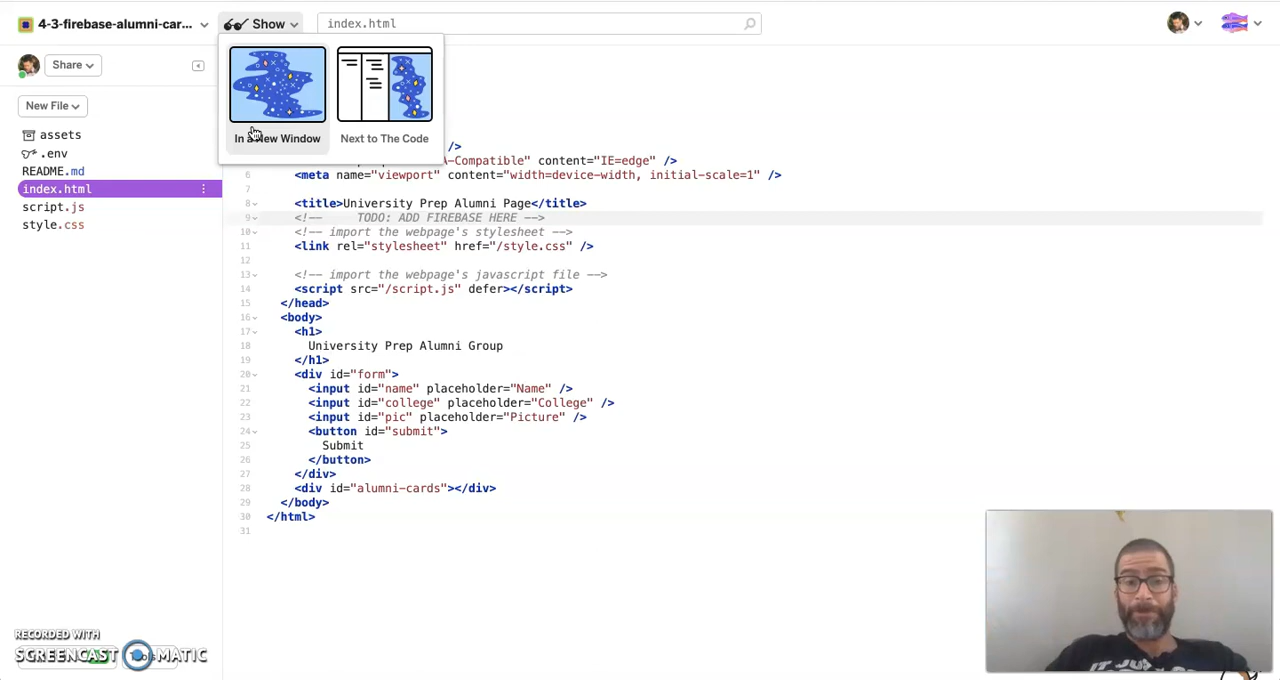 4-3-firebase-alumni-car...
Show
index.html
Share
In a New Window
Next to The Code
New File
assets
.env
README.md
index.html
script.js
style.css
/>
A-Compatible" content="IE=edge" />
6 <meta name="viewport" content="width=device-width, initial-scale=1" />
7
8 <title>University Prep Alumni Page</title>
9 <!-- TODO: ADD FIREBASE HERE -->
10 <!-- import the webpage's stylesheet -->
11 <link rel="stylesheet" href="/style.css" />
12
13 <!-- import the webpage's javascript file -->
14 <script src="/script.js" defer></script>
15 </head>
16 <body>
17 <h1>
18 University Prep Alumni Group
19 </h1>
20 <div id="form">
21 <input id="name" placeholder="Name" />
22 <input id="college" placeholder="College" />
23 <input id="pic" placeholder="Picture" />
24 <button id="submit">
25 Submit
26 </button>
27 </div>
28 <div id="alumni-cards"></div>
29 </body>
30 </html>
31
RECORDED WITH
SCREENCAST MATIC
IT JUST